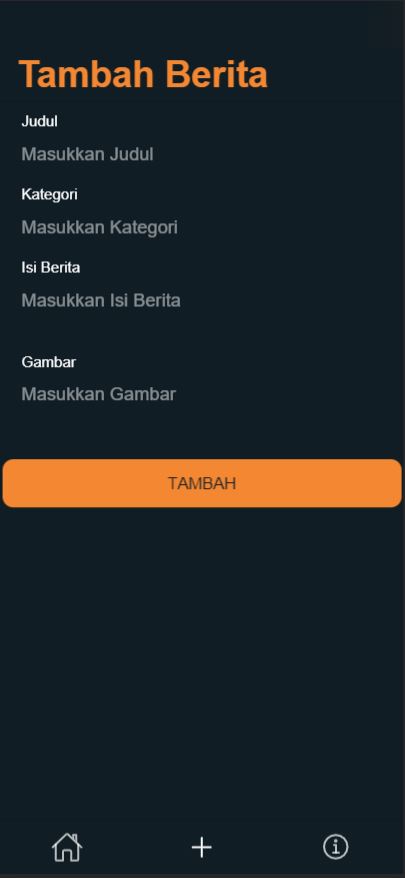 Tambah Berita
Judul
Masukkan Judul
Kategori
Masukkan Kategori
Isi Berita
Masukkan Isi Berita
Gambar
Masukkan Gambar
TAMBAH